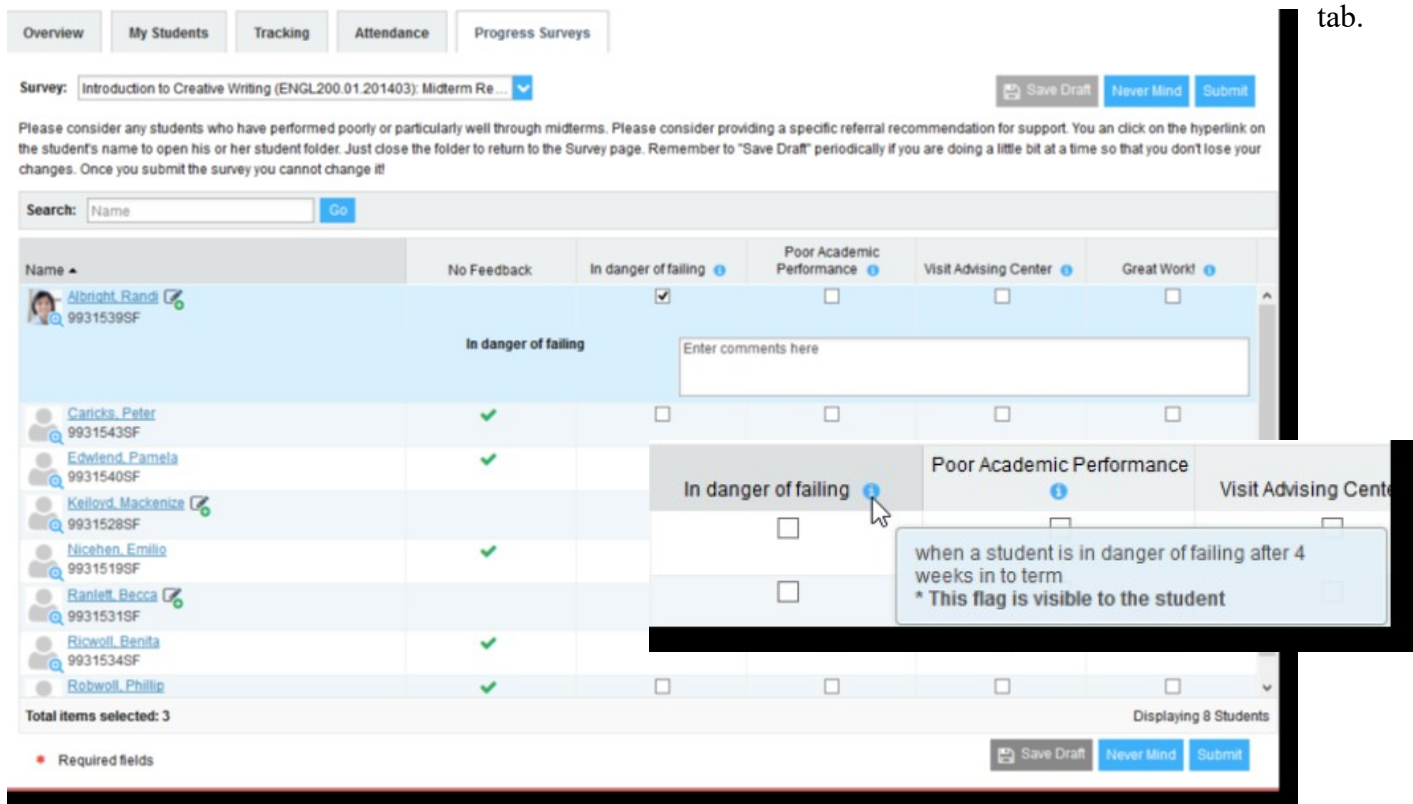 tab.
Overview My Students Tracking Attendance Progress Surveys
Survey: Introduction to Creative Writing (ENGL200.01.201403): Midterm Re... Save Draft Never Mind Submit
Please consider any students who have performed poorly or particularly well through midterms. Please consider providing a specific referral recommendation for support. You an click on the hyperlink on
the student's name to open his or her student folder. Just close the folder to return to the Survey page. Remember to "Save Draft" periodically if you are doing a little bit at a time so that you don't lose your
changes. Once you submit the survey you cannot change it!
Search: Name Go
Name No Feedback In danger of failing Poor Academic Performance Visit Advising Center Great Work!
Albright, Randi
9931539SF
In danger of failing Enter comments here
Caricks, Peter
9931543SF
Edwlend, Pamela
9931540SF
Keiloyd, Mackenize
9931528SF
Nicehen, Emilio
9931519SF
Ranlett, Becca
9931531SF
Ricwoll, Benita
9931534SF
Robwoll, Phillip
In danger of failing Poor Academic Performance Visit Advising Cente
when a student is in danger of failing after 4
weeks in to term
* This flag is visible to the student
Total items selected: 3 Displaying 8 Students
* Required fields Save Draft Never Mind Submit